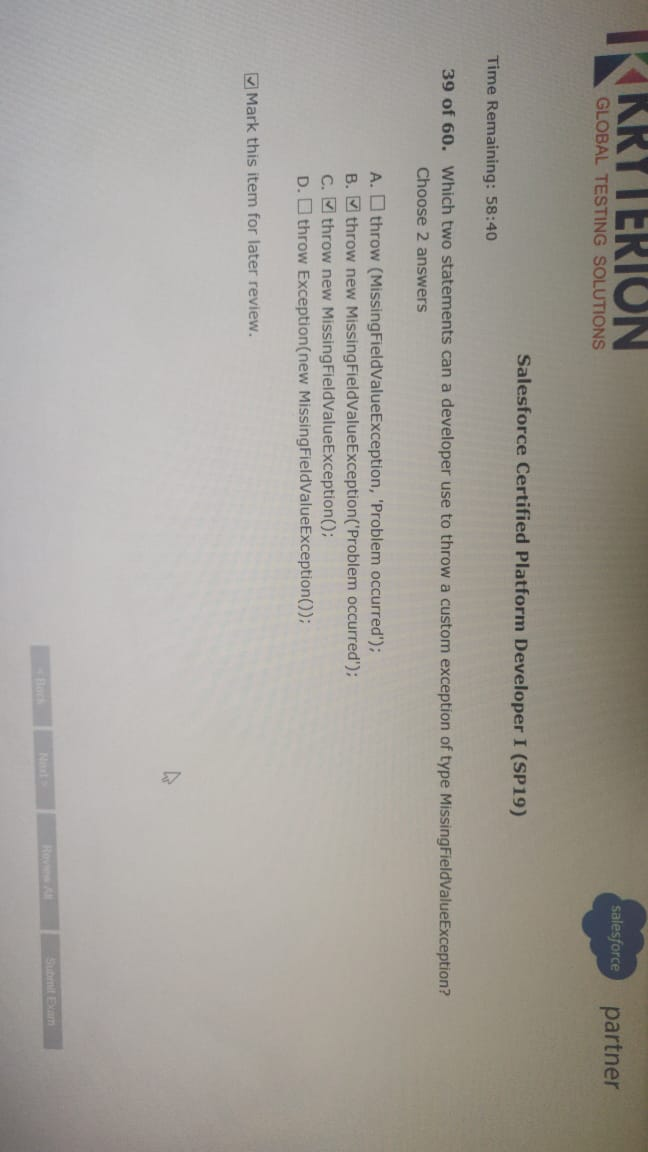 KRYTERION
GLOBAL TESTING SOLUTIONS
salesforce
partner
Salesforce Certified Platform Developer I (SP19)
Time Remaining: 58:40
39 of 60. Which two statements can a developer use to throw a custom exception of type MissingFieldValueException?
Choose 2 answers
A. throw (MissingFieldValueException, 'Problem occurred');
B. throw new MissingFieldValueException('Problem occurred');
C. throw new MissingFieldValueException();
D. throw Exception(new MissingFieldValueException());
Mark this item for later review.
< Back Next > Review All Submit Exam